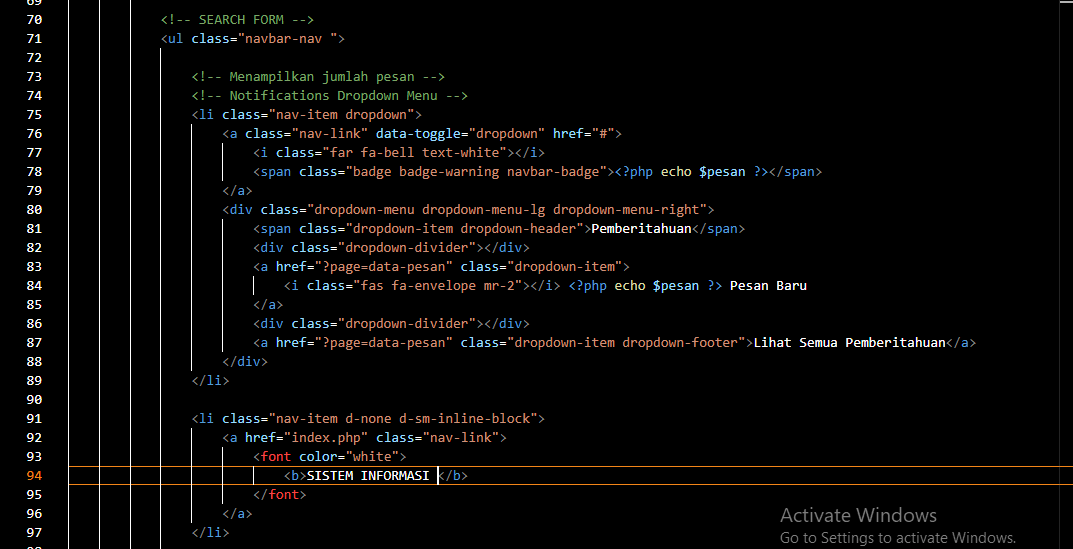 69
70 <!-- SEARCH FORM -->
71 <ul class="navbar-nav ">
72
73 <!-- Menampilkan jumlah pesan -->
74 <!-- Notifications Dropdown Menu -->
75 <li class="nav-item dropdown">
76 <a class="nav-link" data-toggle="dropdown" href="#">
77 <i class="far fa-bell text-white"></i>
78 <span class="badge badge-warning navbar-badge"><?php echo $pesan ?></span>
79 </a>
80 <div class="dropdown-menu dropdown-menu-lg dropdown-menu-right">
81 <span class="dropdown-item dropdown-header">Pemberitahuan</span>
82 <div class="dropdown-divider"></div>
83 <a href="?page=data-pesan" class="dropdown-item">
84 <i class="fas fa-envelope mr-2"></i> <?php echo $pesan ?> Pesan Baru
85 </a>
86 <div class="dropdown-divider"></div>
87 <a href="?page=data-pesan" class="dropdown-item dropdown-footer">Lihat Semua Pemberitahuan</a>
88 </div>
89 </li>
90
91 <li class="nav-item d-none d-sm-inline-block">
92 <a href="index.php" class="nav-link">
93 <font color="white">
94 <b>SISTEM INFORMASI </b>
95 </font>
96 </a>
97 </li>
Activate Windows
Go to Settings to activate Windows.